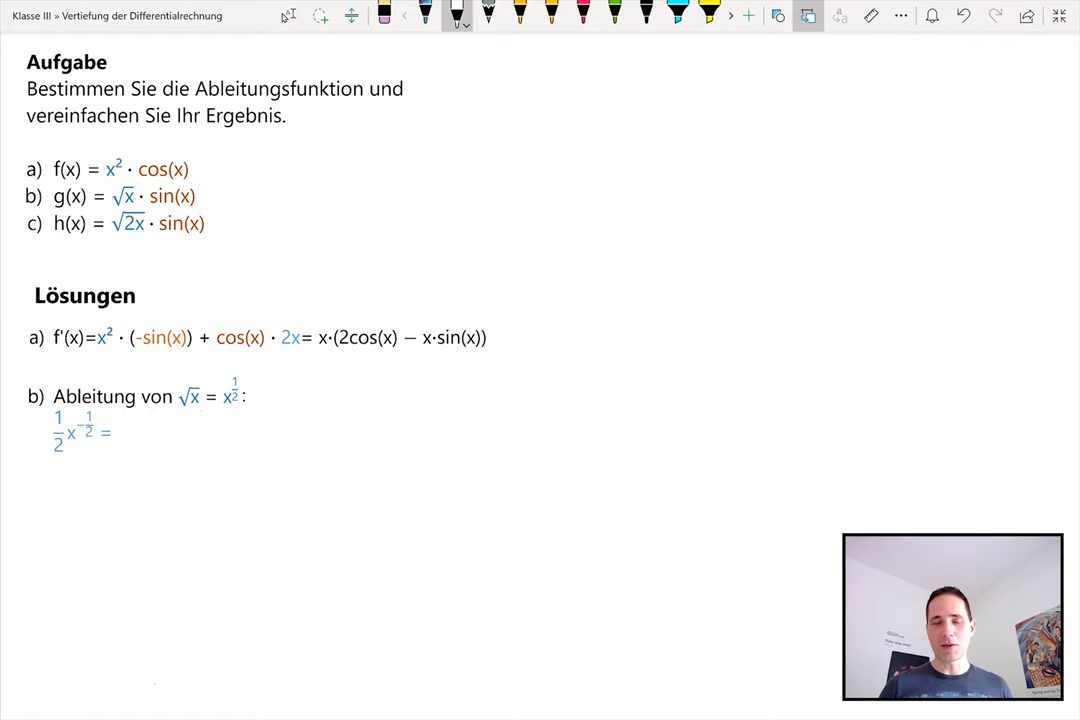 Klasse III » Vertiefung der Differentialrechnung
Aufgabe
Bestimmen Sie die Ableitungsfunktion und
vereinfachen Sie Ihr Ergebnis.
a) f(x) = x² · cos(x)
b) g(x) = √x · sin(x)
c) h(x) = √2x · sin(x)
Lösungen
a) f'(x)=x² · (-sin(x)) + cos(x) · 2x= x·(2cos(x) – x·sin(x))
b) Ableitung von √x = x^(1/2):
1/2 x^(-1/2) =